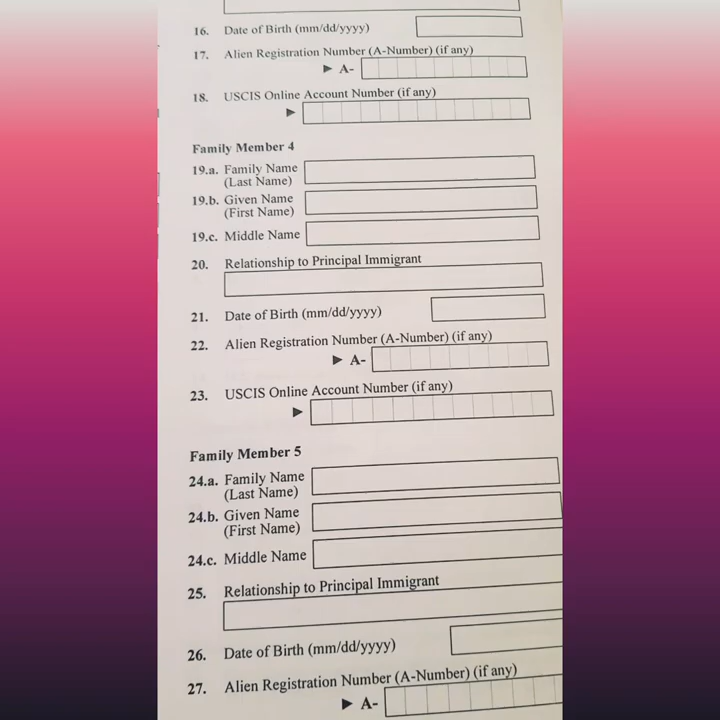 16. Date of Birth (mm/dd/yyyy)
17. Alien Registration Number (A-Number) (if any)
► A-
18. USCIS Online Account Number (if any)
►
Family Member 4
19.a. Family Name
(Last Name)
19.b. Given Name
(First Name)
19.c. Middle Name
20. Relationship to Principal Immigrant
21. Date of Birth (mm/dd/yyyy)
22. Alien Registration Number (A-Number) (if any)
► A-
23. USCIS Online Account Number (if any)
►
Family Member 5
24.a. Family Name
(Last Name)
24.b. Given Name
(First Name)
24.c. Middle Name
25. Relationship to Principal Immigrant
26. Date of Birth (mm/dd/yyyy)
27. Alien Registration Number (A-Number) (if any)
► A-